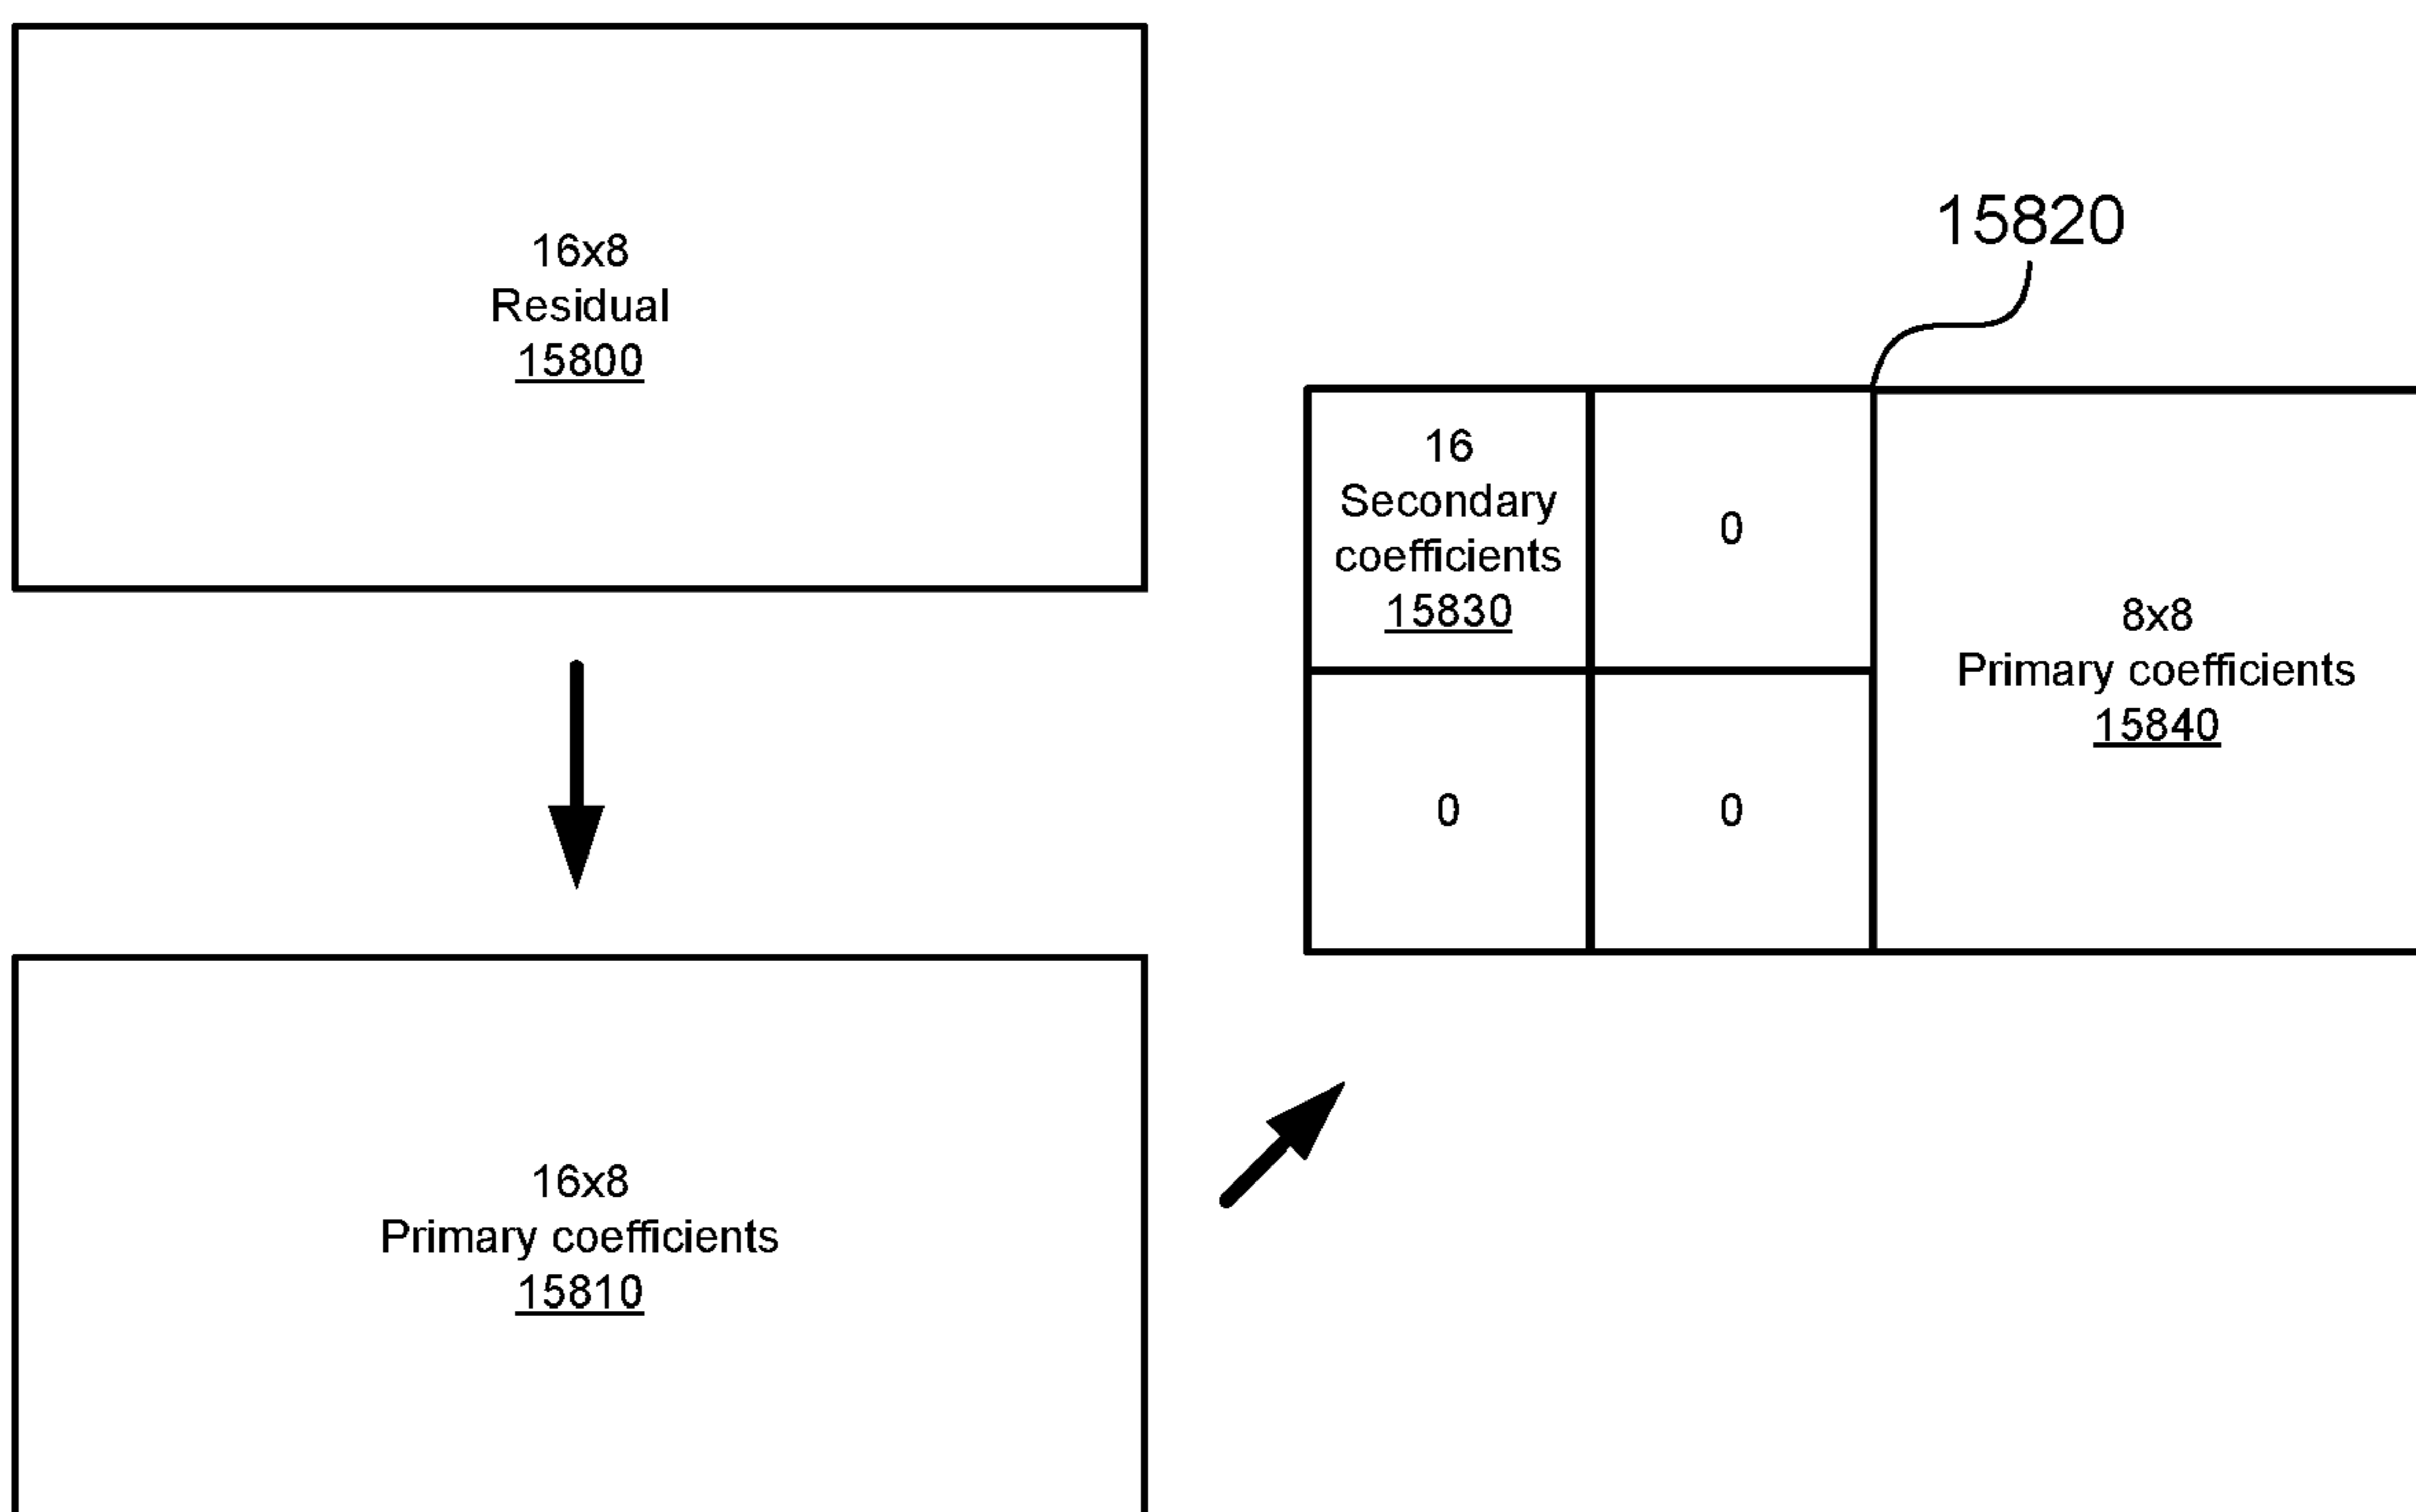 16x8
Residual
15800
15820
16
Secondary
coefficients
15830
0
8x8
Primary coefficients
15840
0
0
16x8
Primary coefficients
15810